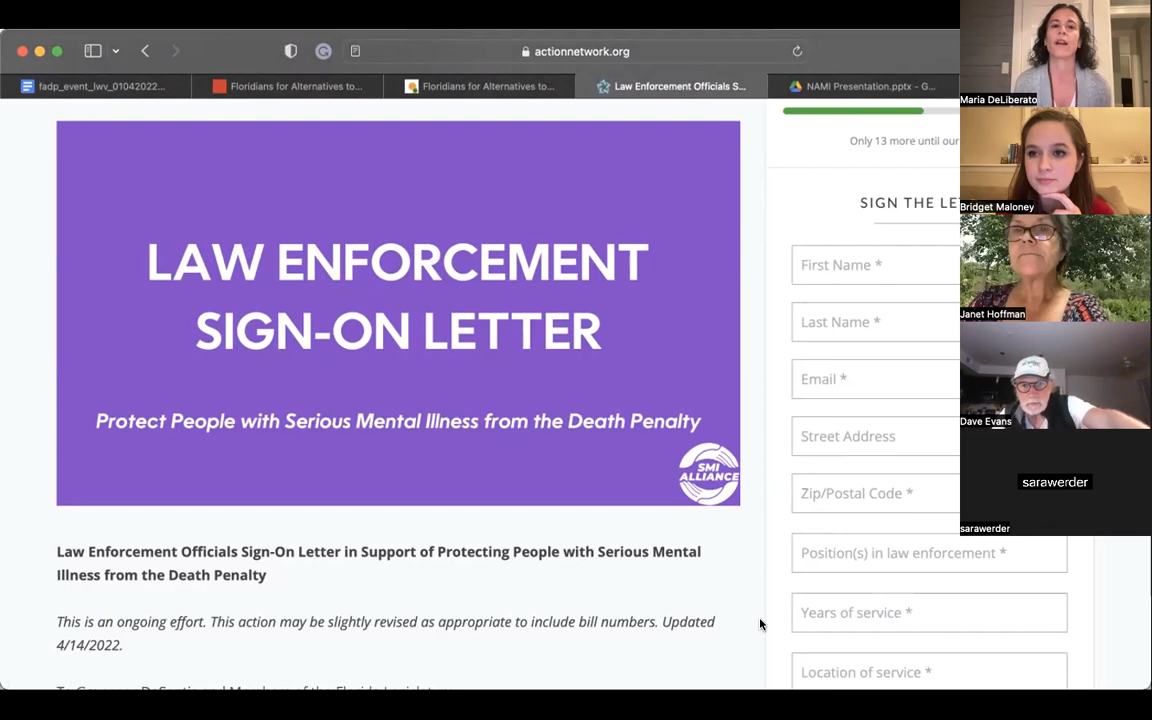 actionnetwork.org
fadp_event_lwv_01042022...
Floridians for Alternatives to...
Floridians for Alternatives to...
Law Enforcement Officials S...
NAMI Presentation.pptx - G...
LAW ENFORCEMENT
SIGN-ON LETTER
Protect People with Serious Mental Illness from the Death Penalty
SMI
ALLIANCE
Law Enforcement Officials Sign-On Letter in Support of Protecting People with Serious Mental
Illness from the Death Penalty
This is an ongoing effort. This action may be slightly revised as appropriate to include bill numbers. Updated
4/14/2022.
Only 13 more until our
SIGN THE LE
First Name *
Last Name *
Email *
Street Address
Zip/Postal Code *
Position(s) in law enforcement *
Years of service *
Location of service *
Maria DeLiberato
Bridget Maloney
Janet Hoffman
Dave Evans
sarawerder
sarawerder